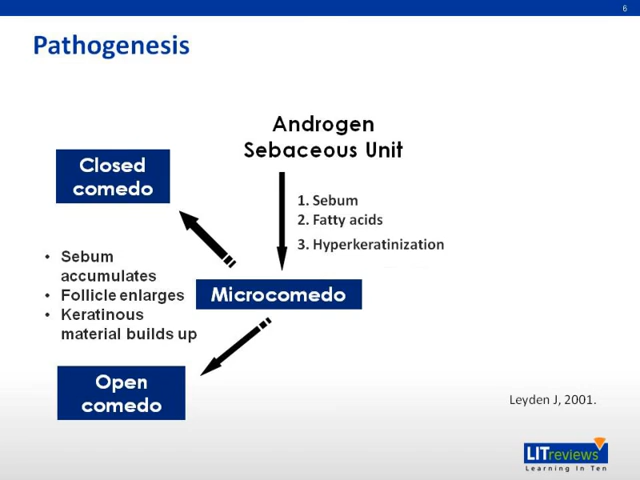 6
Pathogenesis
Androgen
Sebaceous Unit
Closed
comedo
1. Sebum
2. Fatty acids
3. Hyperkeratinization
• Sebum
accumulates
• Follicle enlarges
• Keratinous
material builds up
Microcomedo
Open
comedo
Leyden J, 2001.
LITreviews
Learning In Ten